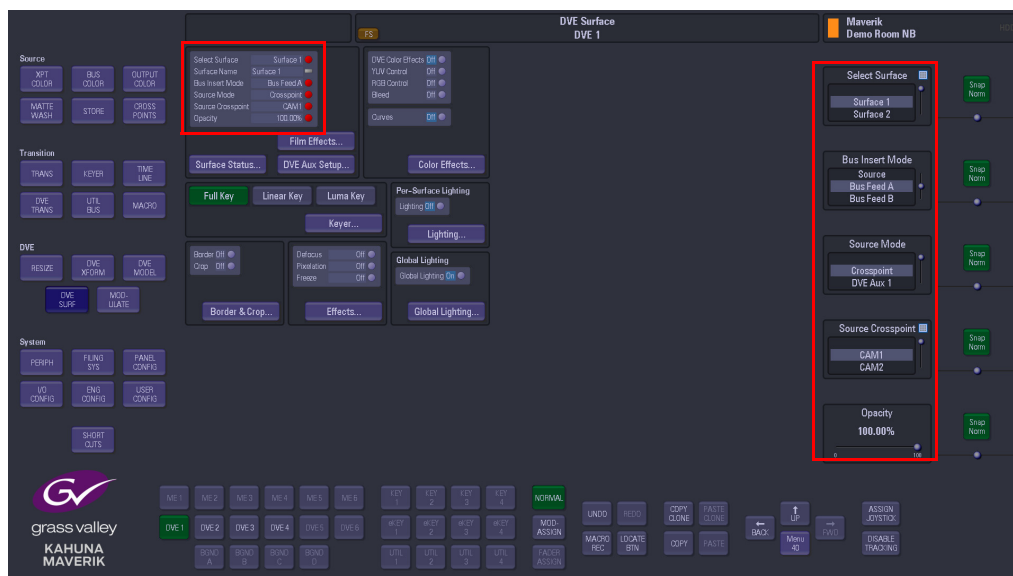 DVE Surface
DVE 1
FS
Maverik
Demo Room NB
Source
XPT COLOR
BUS COLOR
OUTPUT COLOR
MATTE WASH
STORE
CROSS POINTS
Transition
TRANS
KEYER
TIME LINE
DVE TRANS
UTIL BUS
MACRO
DVE
RESIZE
DVE XFORM
DVE MODEL
DVE SURF
MOD- ULATE
System
PERIPH
FILING SYS
PANEL CONFIG
I/O CONFIG
ENG CONFIG
USER CONFIG
SHORT CUTS
Select Surface Surface 1
Surface Name Surface 1
Bus Insert Mode Bus Feed A
Source Mode Crosspoint
Source Crosspoint CAM1
Opacity 100.00%
Film Effects...
Surface Status... DVE Aux Setup...
DVE Color Effects Off
YUV Control Off
RGB Control Off
Bleed Off
Curves Off
Color Effects...
Full Key Linear Key Luma Key
Keyer...
Per-Surface Lighting
Lighting Off
Lighting...
Border Off
Crop Off
Border & Crop...
Defocus Off
Pixelation Off
Freeze Off
Effects...
Global Lighting
Global Lighting On
Global Lighting...
Select Surface
Surface 1
Surface 2
Snap Norm
Bus Insert Mode
Source
Bus Feed A
Bus Feed B
Snap Norm
Source Mode
Crosspoint
DVE Aux 1
Snap Norm
Source Crosspoint
CAM1
CAM2
Snap Norm
Opacity
100.00%
0 100
Snap Norm
GV
grass valley
KAHUNA
MAVERIK
ME 1 ME 2 ME 3 ME 4 ME 5 ME 6
DVE 1 DVE 2 DVE 3 DVE 4 DVE 5 DVE 6
BGND A BGND B BGND C BGND D
KEY 1 KEY 2 KEY 3 KEY 4
eKEY 1 eKEY 2 eKEY 3 eKEY 4
UTIL 1 UTIL 2 UTIL 3 UTIL 4
NORMAL
MOD- ASSIGN
FADER ASSIGN
UNDO REDO
MACRO REC LOCATE BTN
COPY CLONE PASTE CLONE
COPY PASTE
BACK
UP
Menu 40
FWD
ASSIGN JOYSTICK
DISABLE TRACKING